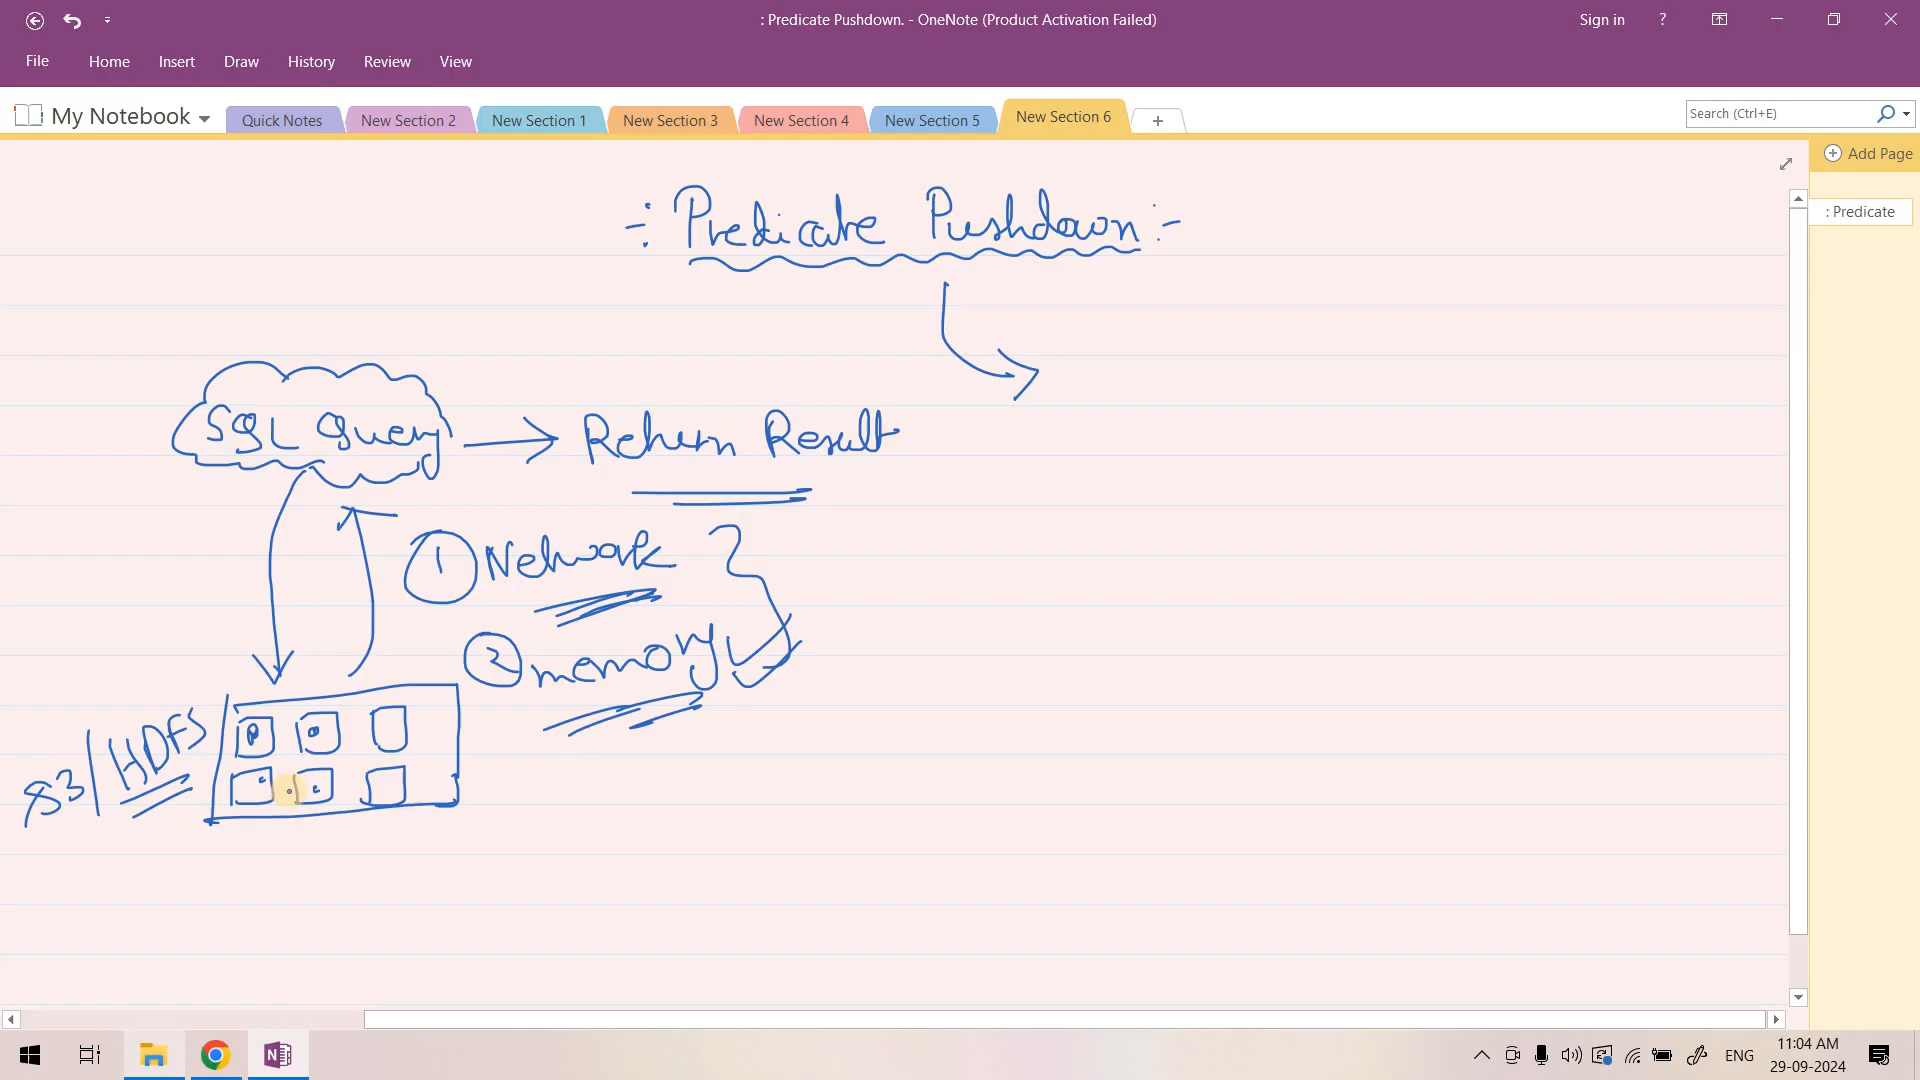 : Predicate Pushdown. - OneNote (Product Activation Failed)
Sign in
?
File
Home
Insert
Draw
History
Review
View
My Notebook
Quick Notes
New Section 2
New Section 1
New Section 3
New Section 4
New Section 5
New Section 6
+
Search (Ctrl+E)
Add Page
: Predicate
-: Predicate Pushdown :-
SQL Query → Return Result
① Network
② memory
S3 / HDFS
ENG
11:04 AM
29-09-2024